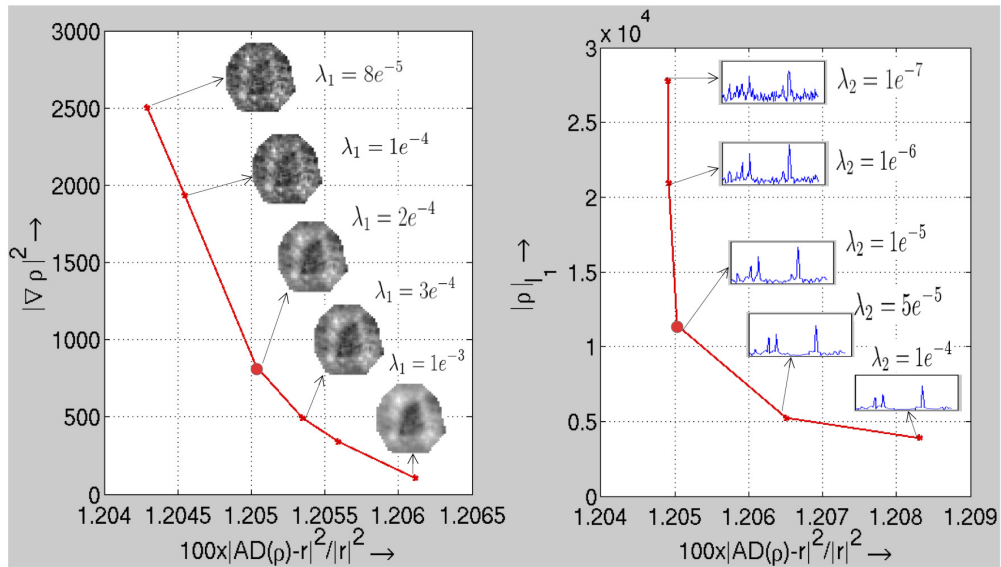 3000
2500
2000
1500
1000
500
0
|∇ ρ|² →
1.204 1.2045 1.205 1.2055 1.206 1.2065
100x|AD(ρ)-r|²/|r|² →
λ₁ = 8e⁻⁵
λ₁ = 1e⁻⁴
λ₁ = 2e⁻⁴
λ₁ = 3e⁻⁴
λ₁ = 1e⁻³
x 10⁴
3
2.5
2
1.5
1
0.5
0
|ρ|l₁ →
1.204 1.205 1.206 1.207 1.208 1.209
100x|AD(ρ)-r|²/|r|² →
λ₂ = 1e⁻⁷
λ₂ = 1e⁻⁶
λ₂ = 1e⁻⁵
λ₂ = 5e⁻⁵
λ₂ = 1e⁻⁴